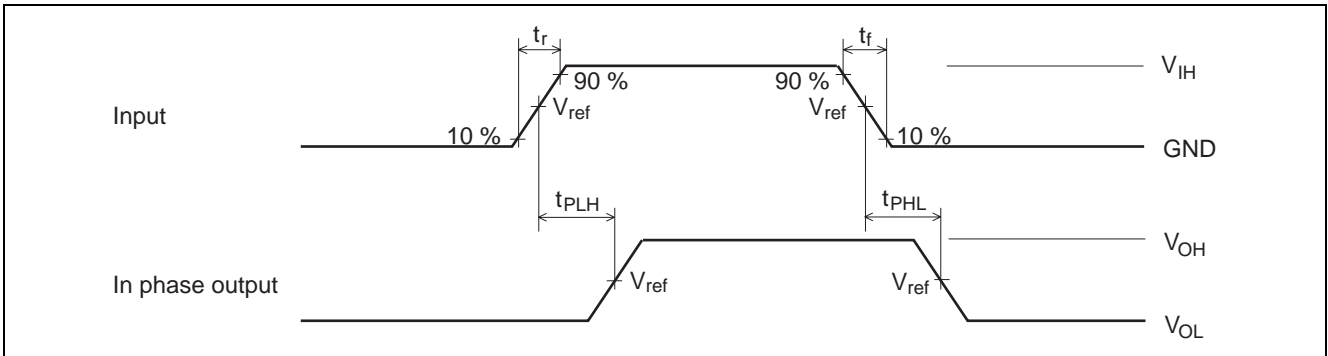 tr
tf
VIH
90 %
90 %
Input
Vref
Vref
10 %
10 %
GND
tPLH
tPHL
VOH
In phase output
Vref
Vref
VOL